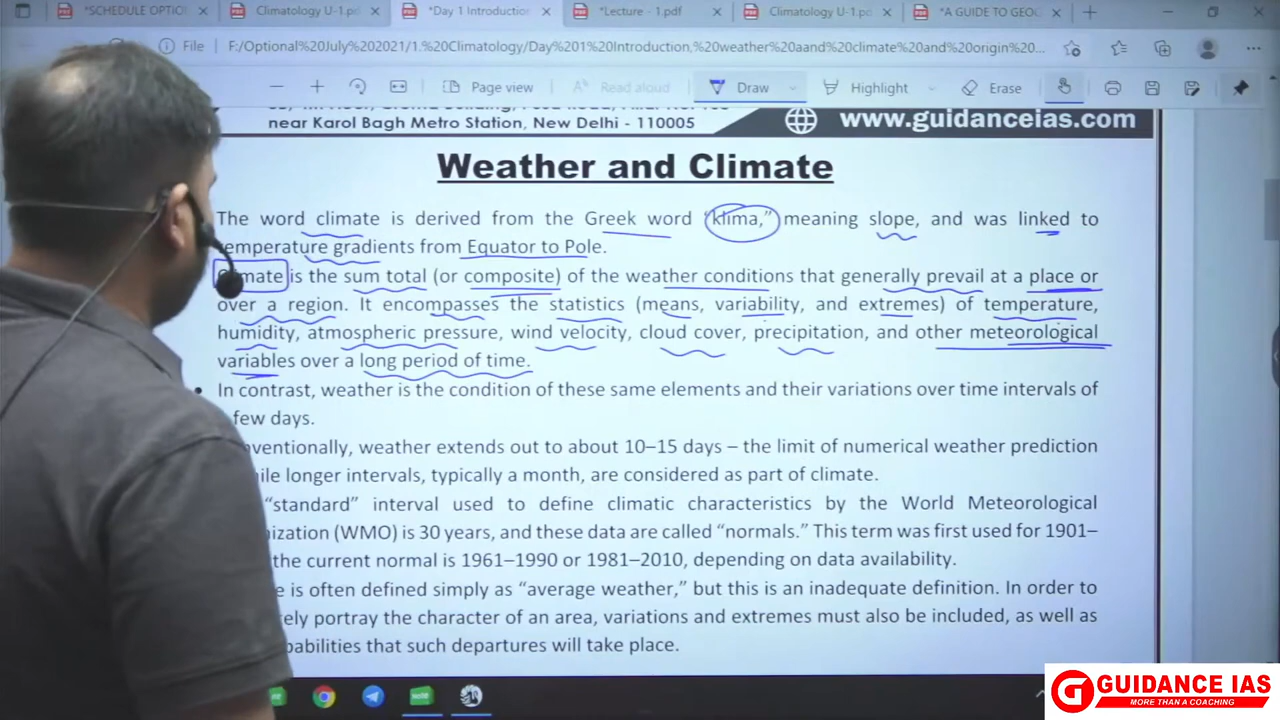 *SCHEDULE OPTIO
Climatology U-1.pd
*Day 1 Introduction
*Lecture - 1.pdf
Climatology U-1.pd
*A GUIDE TO GEOC
File
F:/Optional%20July%202021/1.%20Climatology/Day%201%20Introduction,%20weather%20aand%20climate%20and%20origin%20...
Page view
Read aloud
Draw
Highlight
Erase
near Karol Bagh Metro Station, New Delhi - 110005
www.guidanceias.com
Weather and Climate
The word climate is derived from the Greek word "klima," meaning slope, and was linked to
temperature gradients from Equator to Pole.
Climate is the sum total (or composite) of the weather conditions that generally prevail at a place or
over a region. It encompasses the statistics (means, variability, and extremes) of temperature,
humidity, atmospheric pressure, wind velocity, cloud cover, precipitation, and other meteorological
variables over a long period of time.
• In contrast, weather is the condition of these same elements and their variations over time intervals of
few days.
weather extends out to about 10–15 days – the limit of numerical weather prediction
longer intervals, typically a month, are considered as part of climate.
"standard" interval used to define climatic characteristics by the World Meteorological
(WMO) is 30 years, and these data are called "normals." This term was first used for 1901–
the current normal is 1961–1990 or 1981–2010, depending on data availability.
is often defined simply as "average weather," but this is an inadequate definition. In order to
portray the character of an area, variations and extremes must also be included, as well as
that such departures will take place.
G GUIDANCE IAS
MORE THAN A COACHING